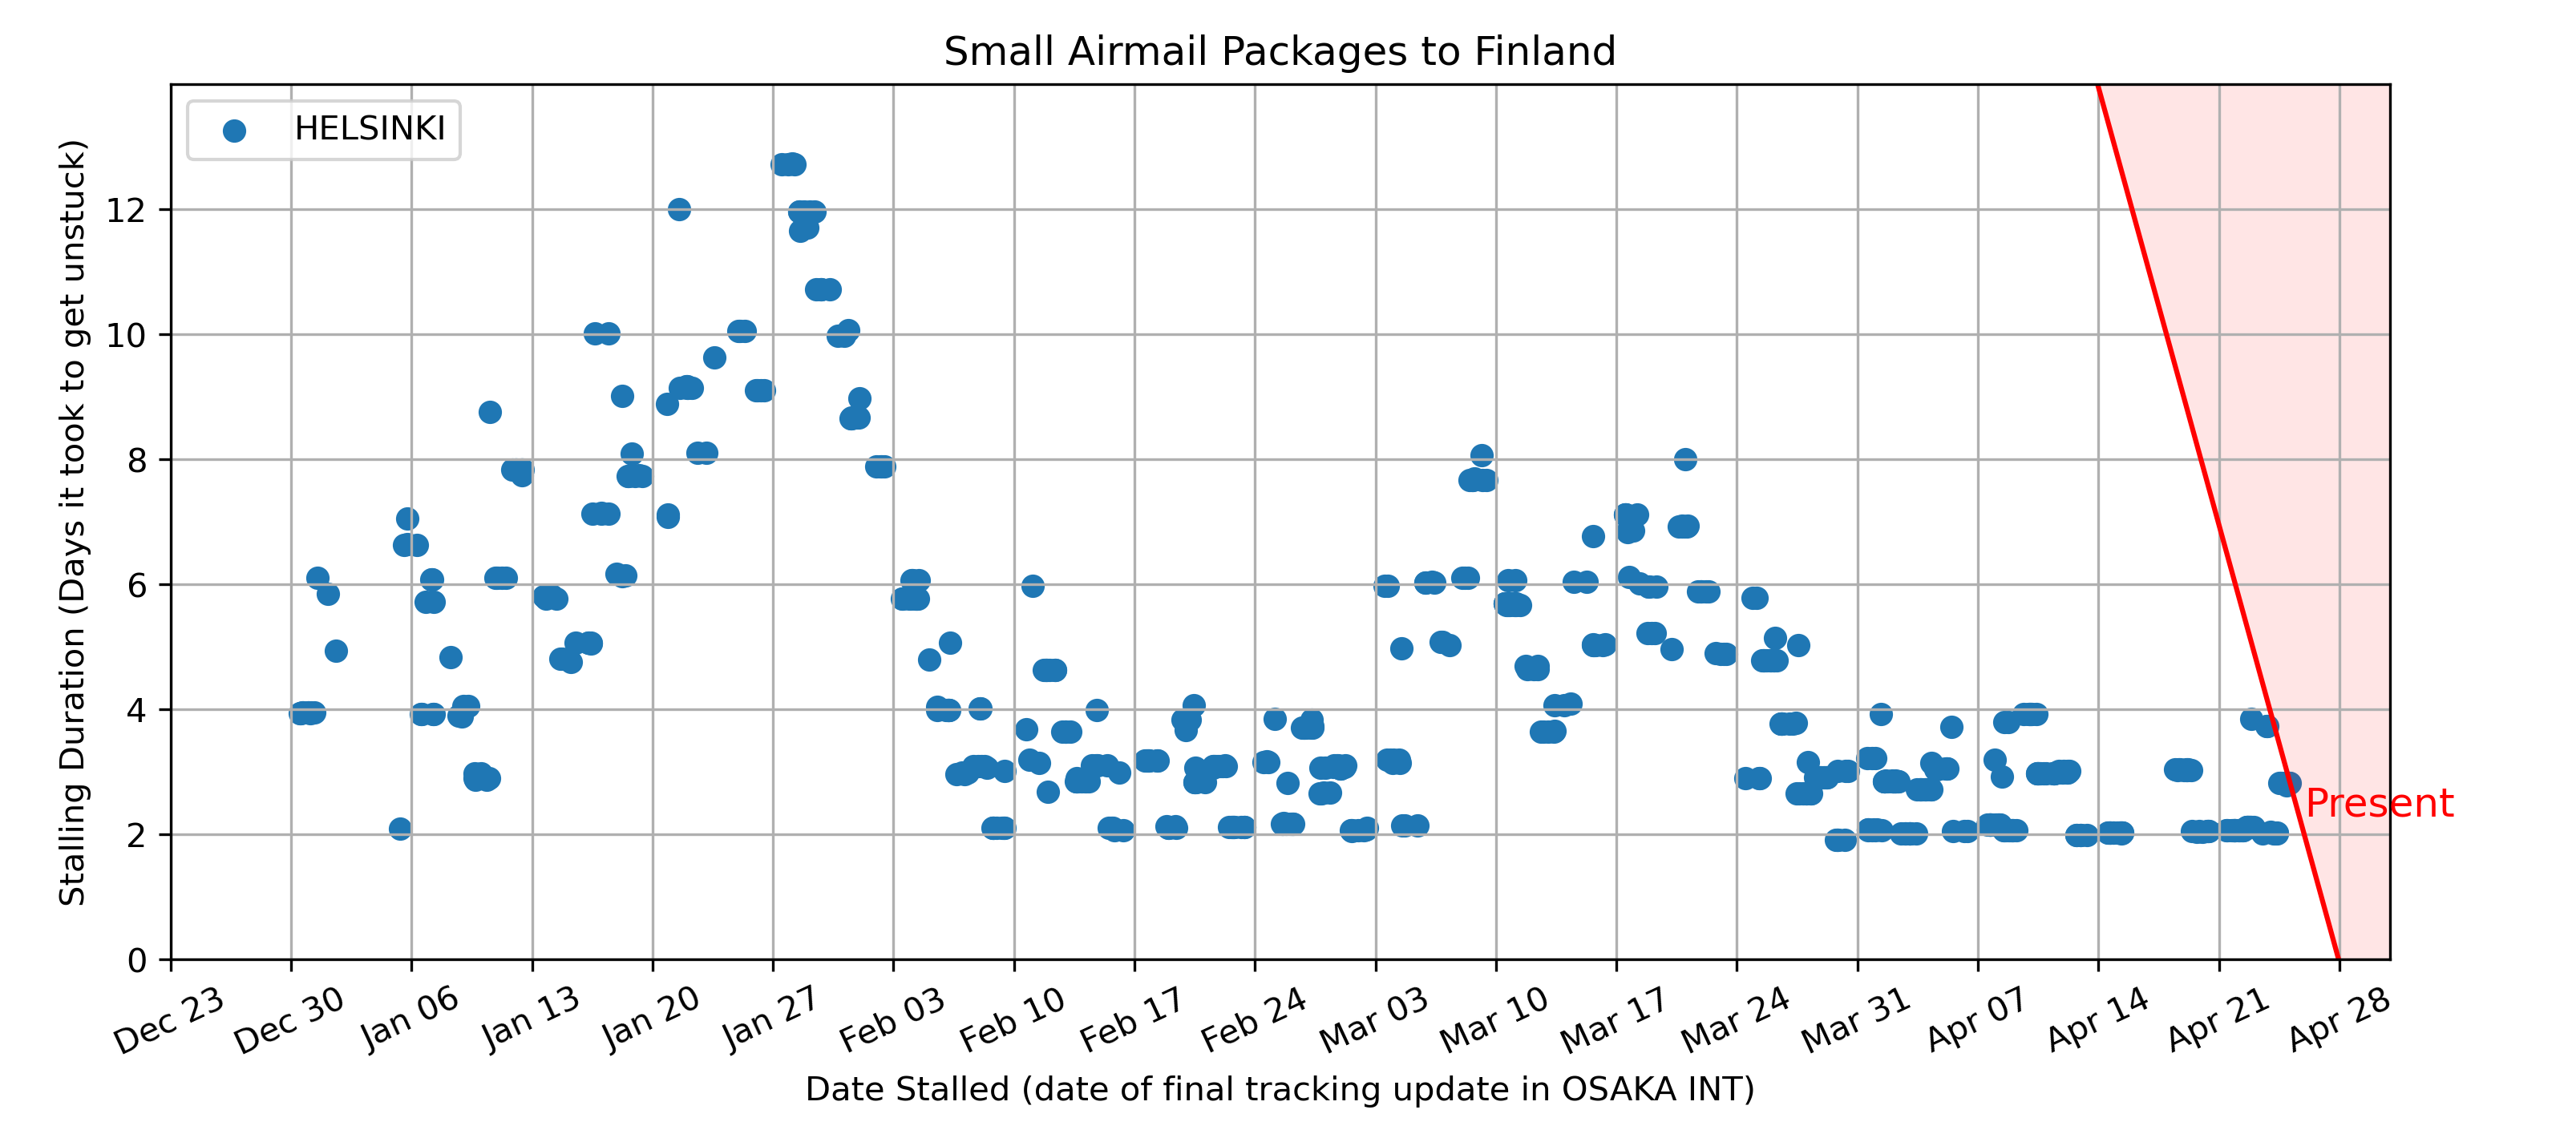 Small Airmail Packages to Finland
HELSINKI
Stalling Duration (Days it took to get unstuck)
12
10
8
6
4
2
0
Present
Dec 23
Dec 30
Jan 06
Jan 13
Jan 20
Jan 27
Feb 03
Feb 10
Feb 17
Feb 24
Mar 03
Mar 10
Mar 17
Mar 24
Mar 31
Apr 07
Apr 14
Apr 21
Apr 28
Date Stalled (date of final tracking update in OSAKA INT)